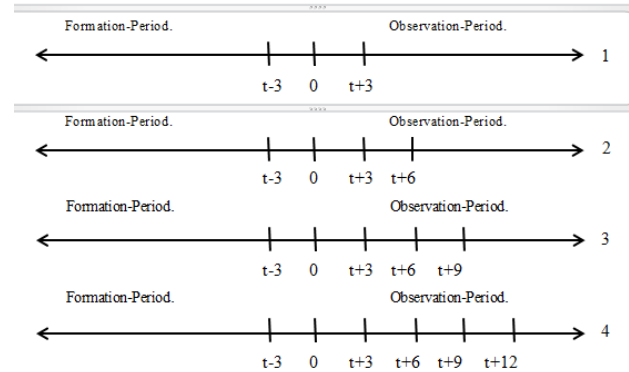 Formation-Period. Observation-Period.
1
t-3 0 t+3
Formation-Period. Observation-Period.
2
t-3 0 t+3 t+6
Formation-Period. Observation-Period.
3
t-3 0 t+3 t+6 t+9
Formation-Period. Observation-Period.
4
t-3 0 t+3 t+6 t+9 t+12